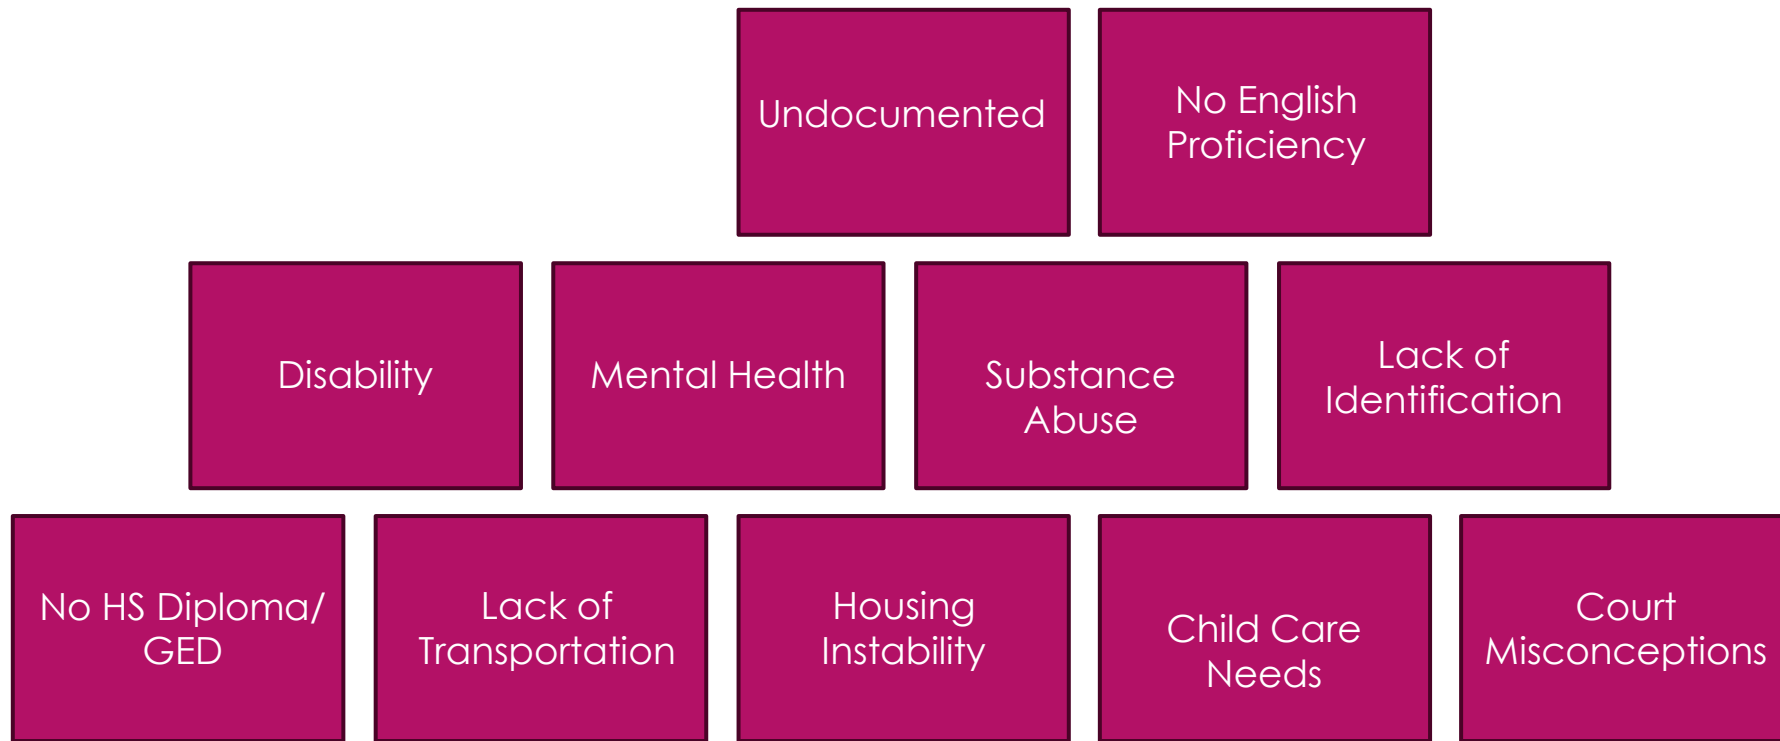 Undocumented
No English
Proficiency
Disability
Mental Health
Substance
Abuse
Lack of
Identification
No HS Diploma/
GED
Lack of
Transportation
Housing
Instability
Child Care
Needs
Court
Misconceptions